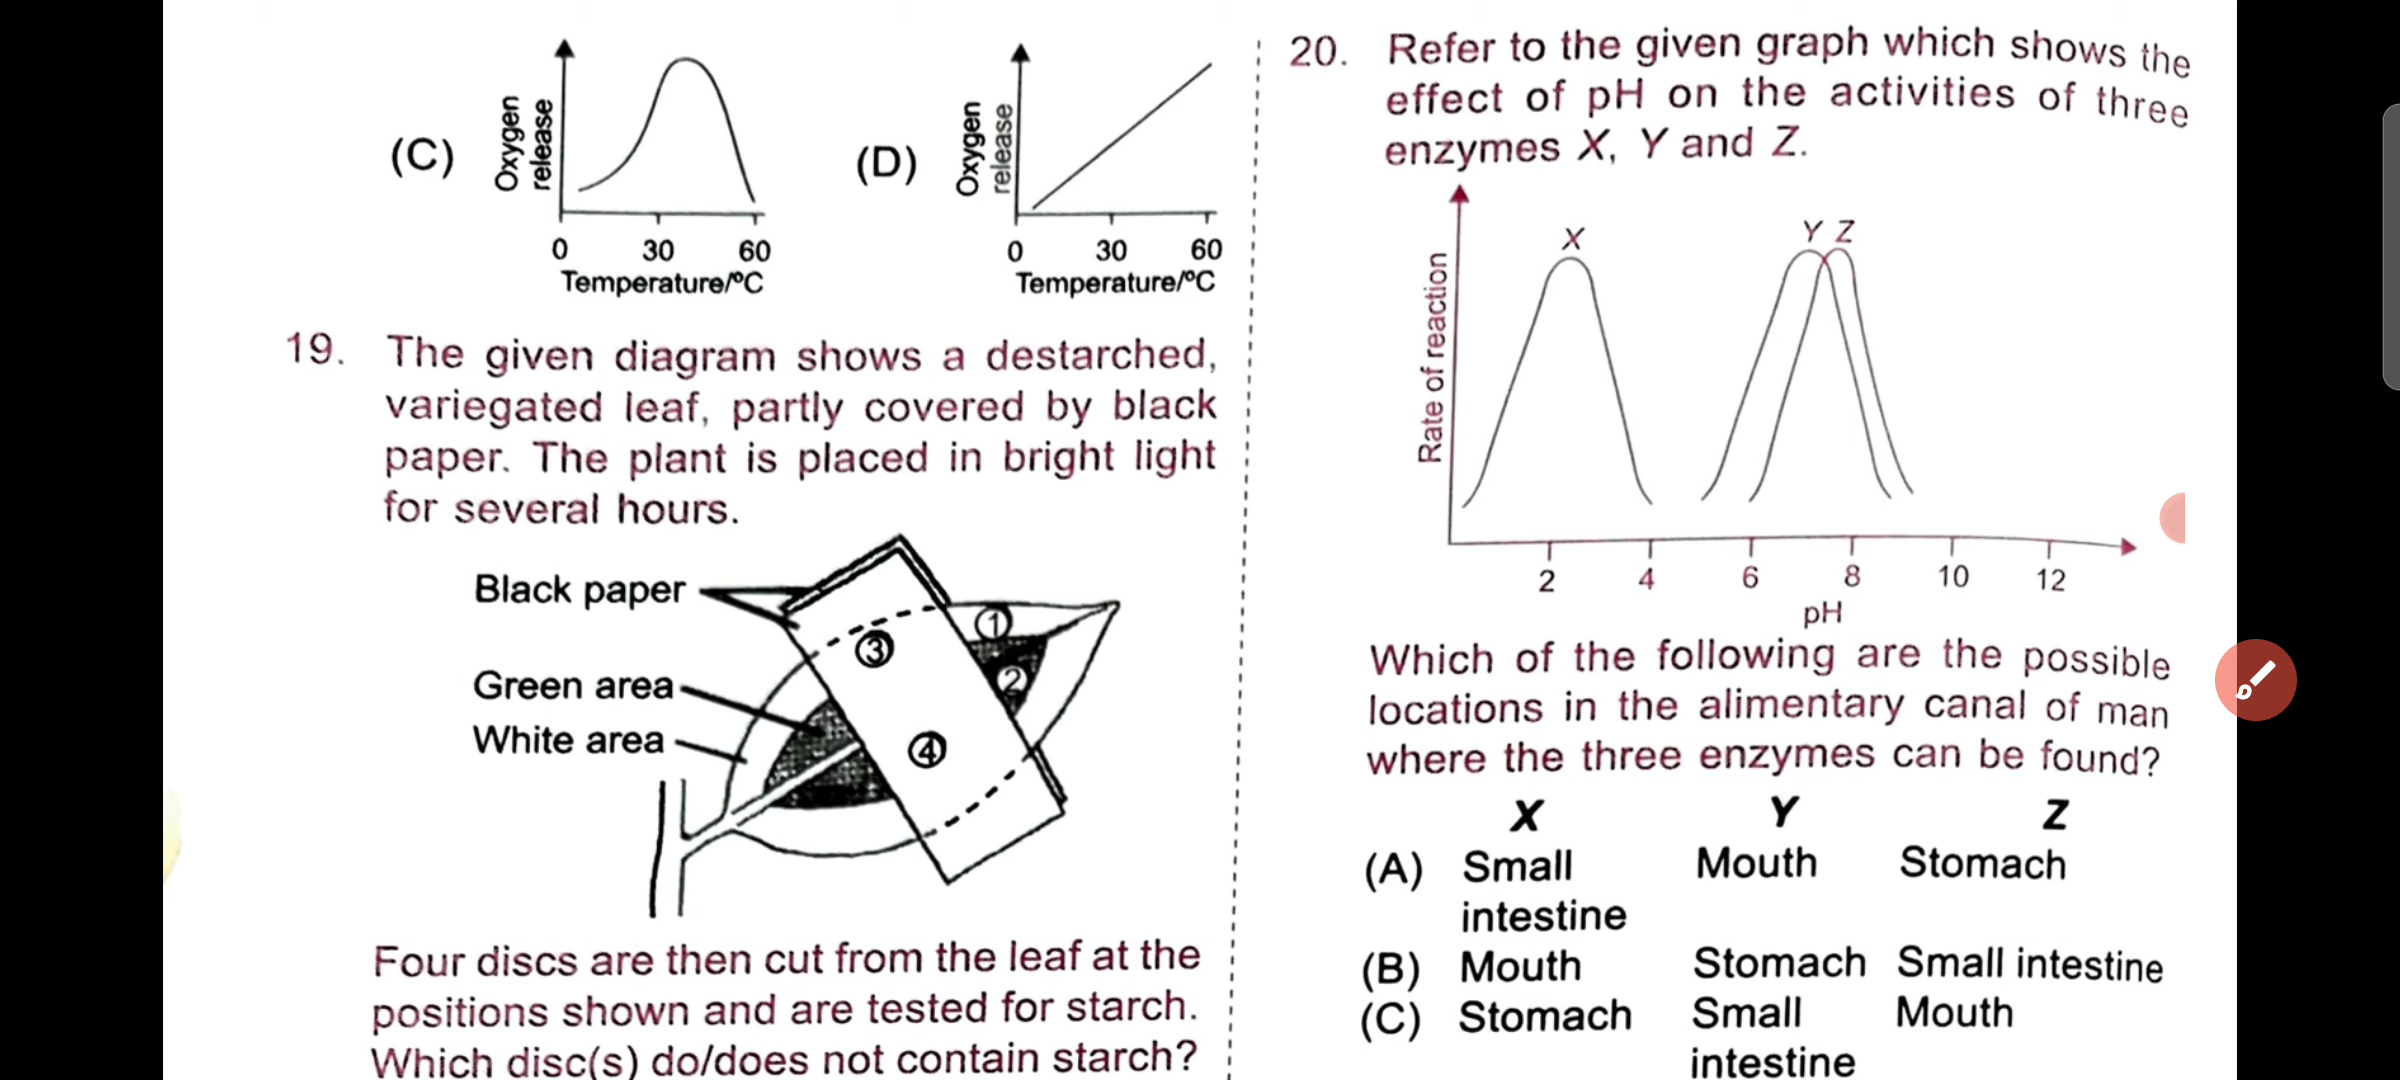 (C)
Oxygen
release
0 30 60
Temperature/ºC
(D)
Oxygen
release
0 30 60
Temperature/ºC
19. The given diagram shows a destarched,
variegated leaf, partly covered by black
paper. The plant is placed in bright light
for several hours.
Black paper
Green area
White area
1
2
3
4
Four discs are then cut from the leaf at the
positions shown and are tested for starch.
Which disc(s) do/does not contain starch?
20. Refer to the given graph which shows the
effect of pH on the activities of three
enzymes X, Y and Z.
X
Y Z
Rate of reaction
2 4 6 8 10 12
pH
Which of the following are the possible
locations in the alimentary canal of man
where the three enzymes can be found?
X Y Z
(A) Small Mouth Stomach
intestine
(B) Mouth Stomach Small intestine
(C) Stomach Small Mouth
intestine